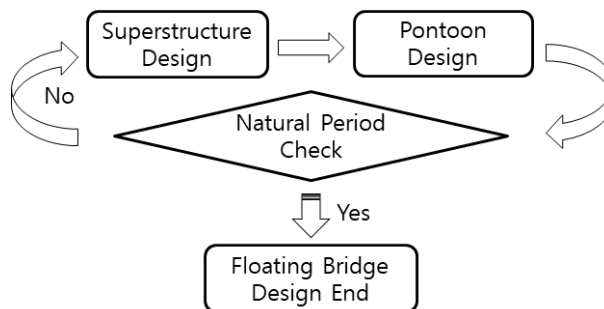 Superstructure
Design
Pontoon
Design
No
Natural Period
Check
Yes
Floating Bridge
Design End